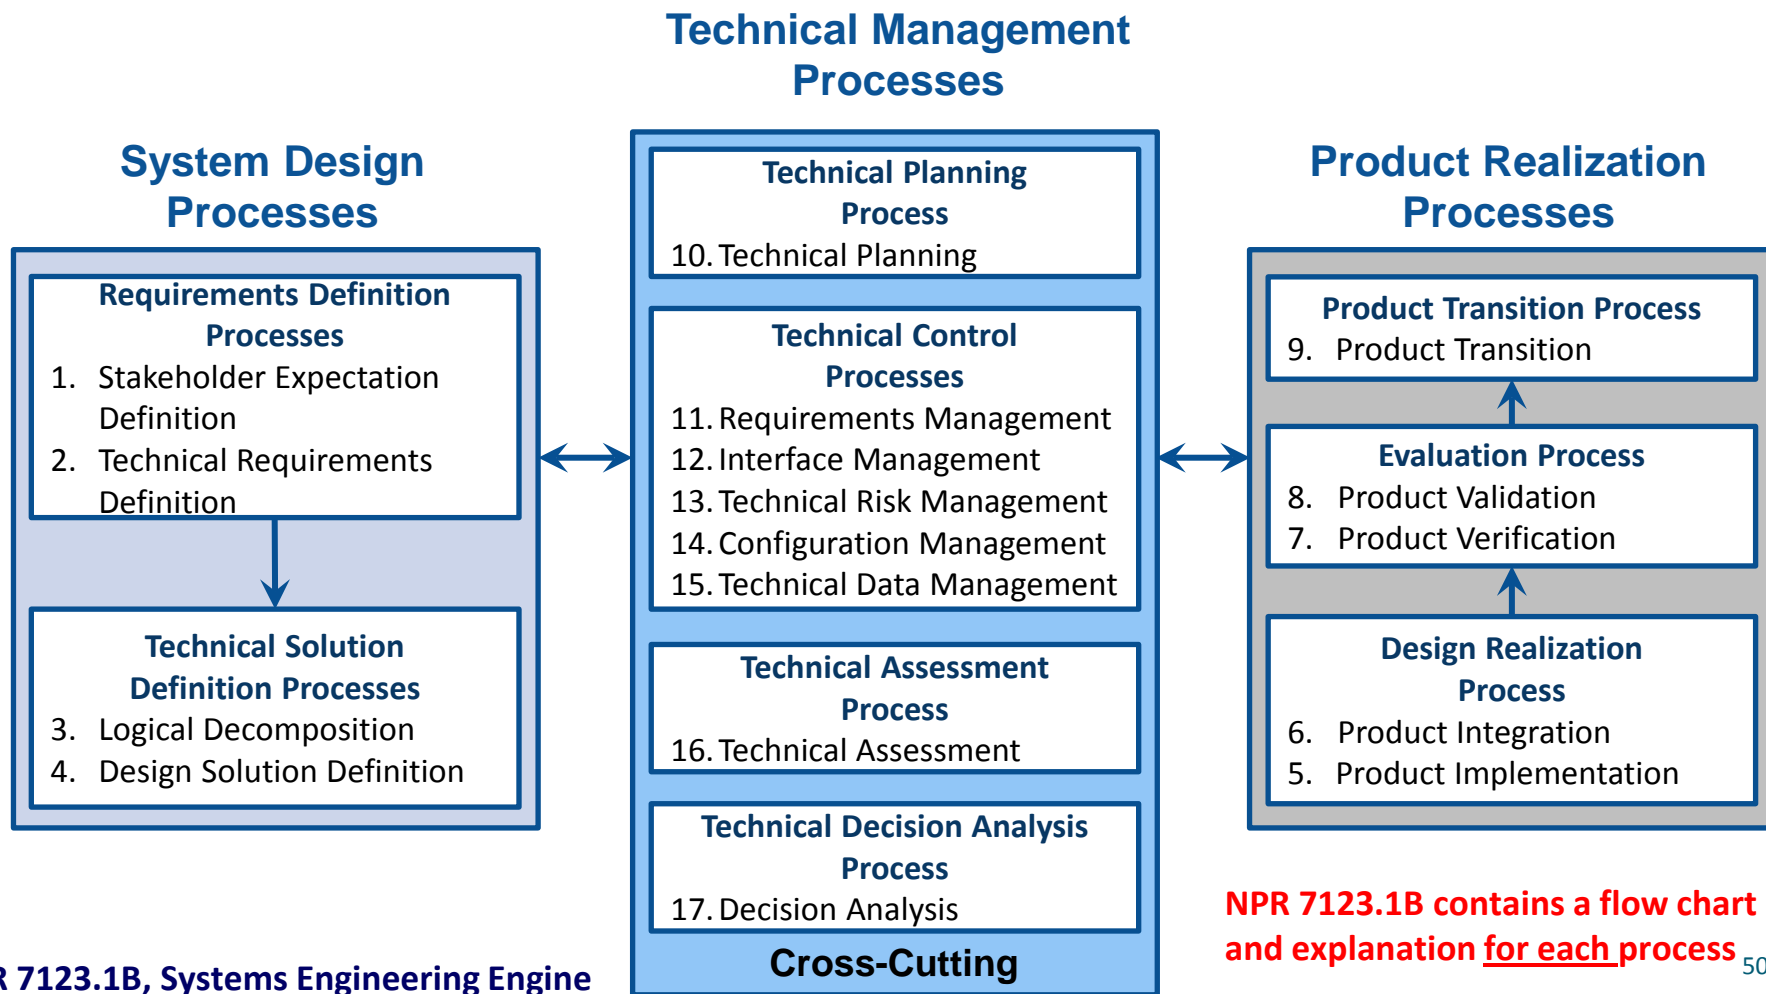 Technical Management
Processes
System Design
Processes
Requirements Definition
Processes
1. Stakeholder Expectation
Definition
2. Technical Requirements
Definition
Technical Solution
Definition Processes
3. Logical Decomposition
4. Design Solution Definition
Technical Planning
Process
10. Technical Planning
Technical Control
Processes
11. Requirements Management
12. Interface Management
13. Technical Risk Management
14. Configuration Management
15. Technical Data Management
Technical Assessment
Process
16. Technical Assessment
Technical Decision Analysis
Process
17. Decision Analysis
Cross-Cutting
Product Realization
Processes
Product Transition Process
9. Product Transition
Evaluation Process
8. Product Validation
7. Product Verification
Design Realization
Process
6. Product Integration
5. Product Implementation
NPR 7123.1B contains a flow chart
and explanation for each process
50
R 7123.1B, Systems Engineering Engine